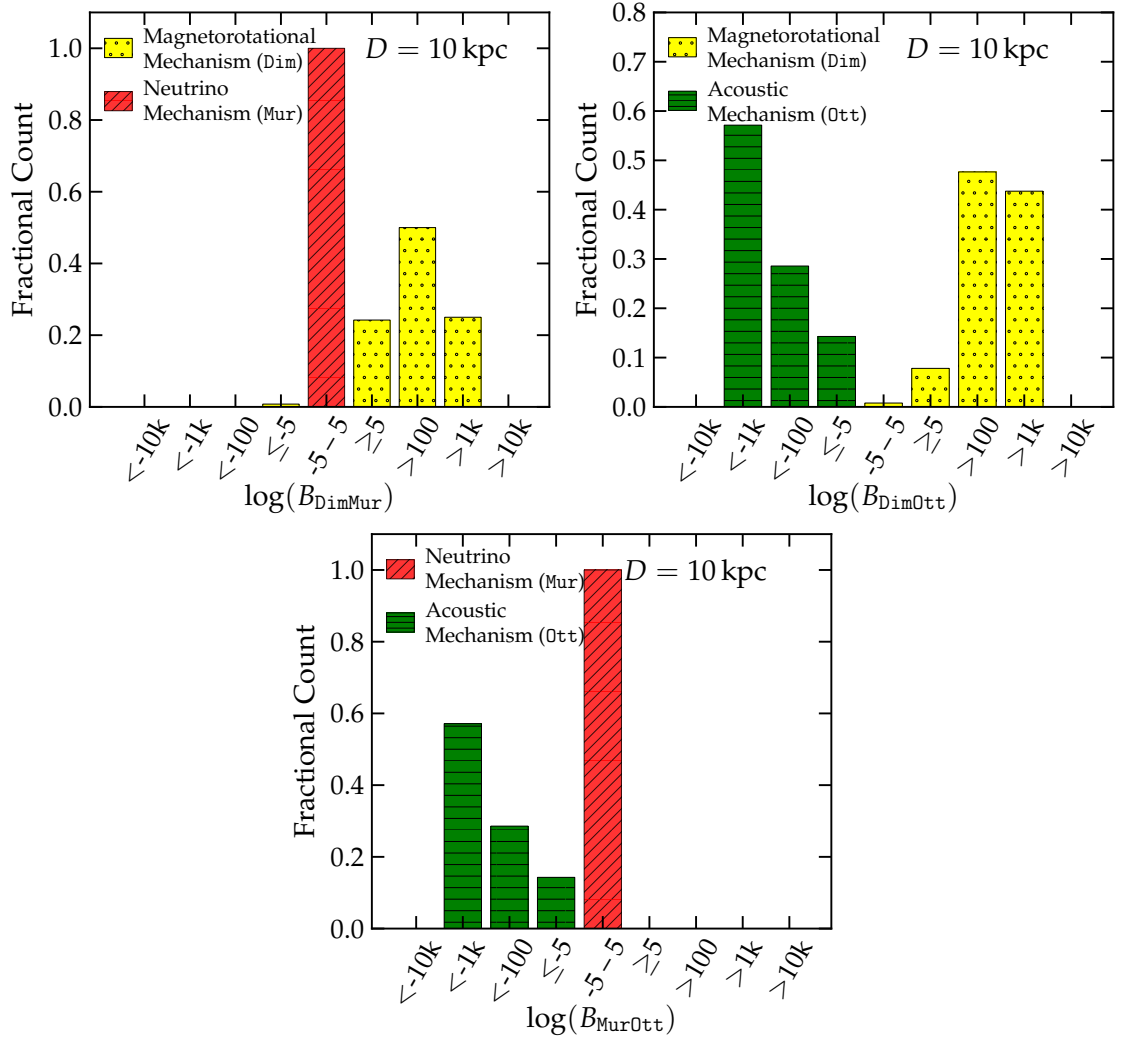 Magnetorotational
Mechanism (Dim)
Neutrino
Mechanism (Mur)
D = 10 kpc
Fractional Count
1.0
0.8
0.6
0.4
0.2
0.0
<-10k
<-1k
<-100
≤-5
-5 – 5
≥5
>100
>1k
>10k
log(B_DimMur)
Magnetorotational
Mechanism (Dim)
Acoustic
Mechanism (Ott)
D = 10 kpc
Fractional Count
0.8
0.7
0.6
0.5
0.4
0.3
0.2
0.1
0.0
<-10k
<-1k
<-100
≤-5
-5 – 5
≥5
>100
>1k
>10k
log(B_DimOtt)
Neutrino
Mechanism (Mur)
Acoustic
Mechanism (Ott)
D = 10 kpc
Fractional Count
1.0
0.8
0.6
0.4
0.2
0.0
<-10k
<-1k
<-100
≤-5
-5 – 5
≥5
>100
>1k
>10k
log(B_MurOtt)